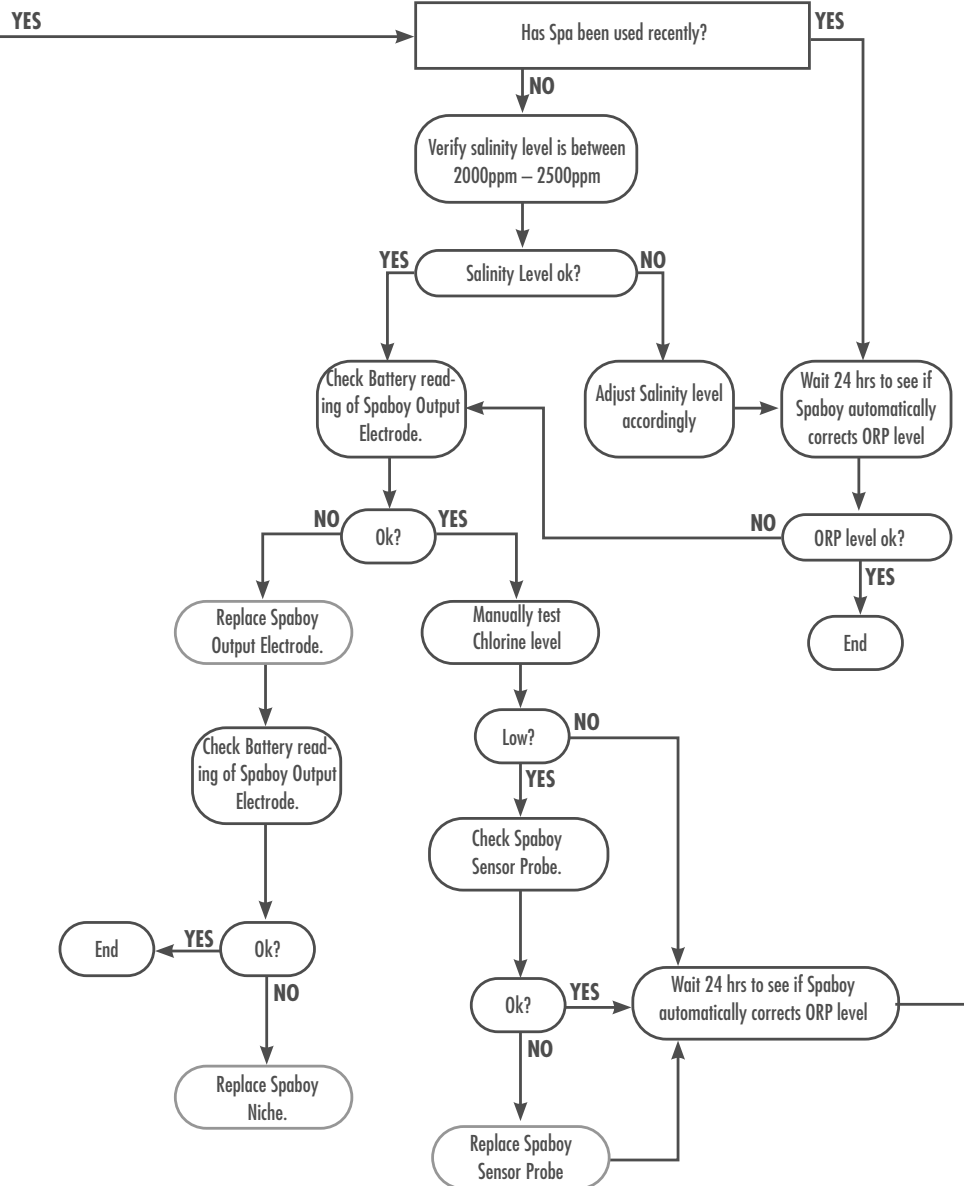 YES
Has Spa been used recently?
YES
NO
Verify salinity level is between
2000ppm – 2500ppm
YES
Salinity Level ok?
NO
Check Battery read-
ing of Spaboy Output
Electrode.
Adjust Salinity level
accordingly
Wait 24 hrs to see if
Spaboy automatically
corrects ORP level
NO
Ok?
YES
NO
ORP level ok?
YES
Replace Spaboy
Output Electrode.
Manually test
Chlorine level
End
Low?
NO
YES
Check Battery read-
ing of Spaboy Output
Electrode.
Check Spaboy
Sensor Probe.
End
YES
Ok?
NO
Ok?
YES
NO
Wait 24 hrs to see if Spaboy
automatically corrects ORP level
Replace Spaboy
Niche.
Replace Spaboy
Sensor Probe